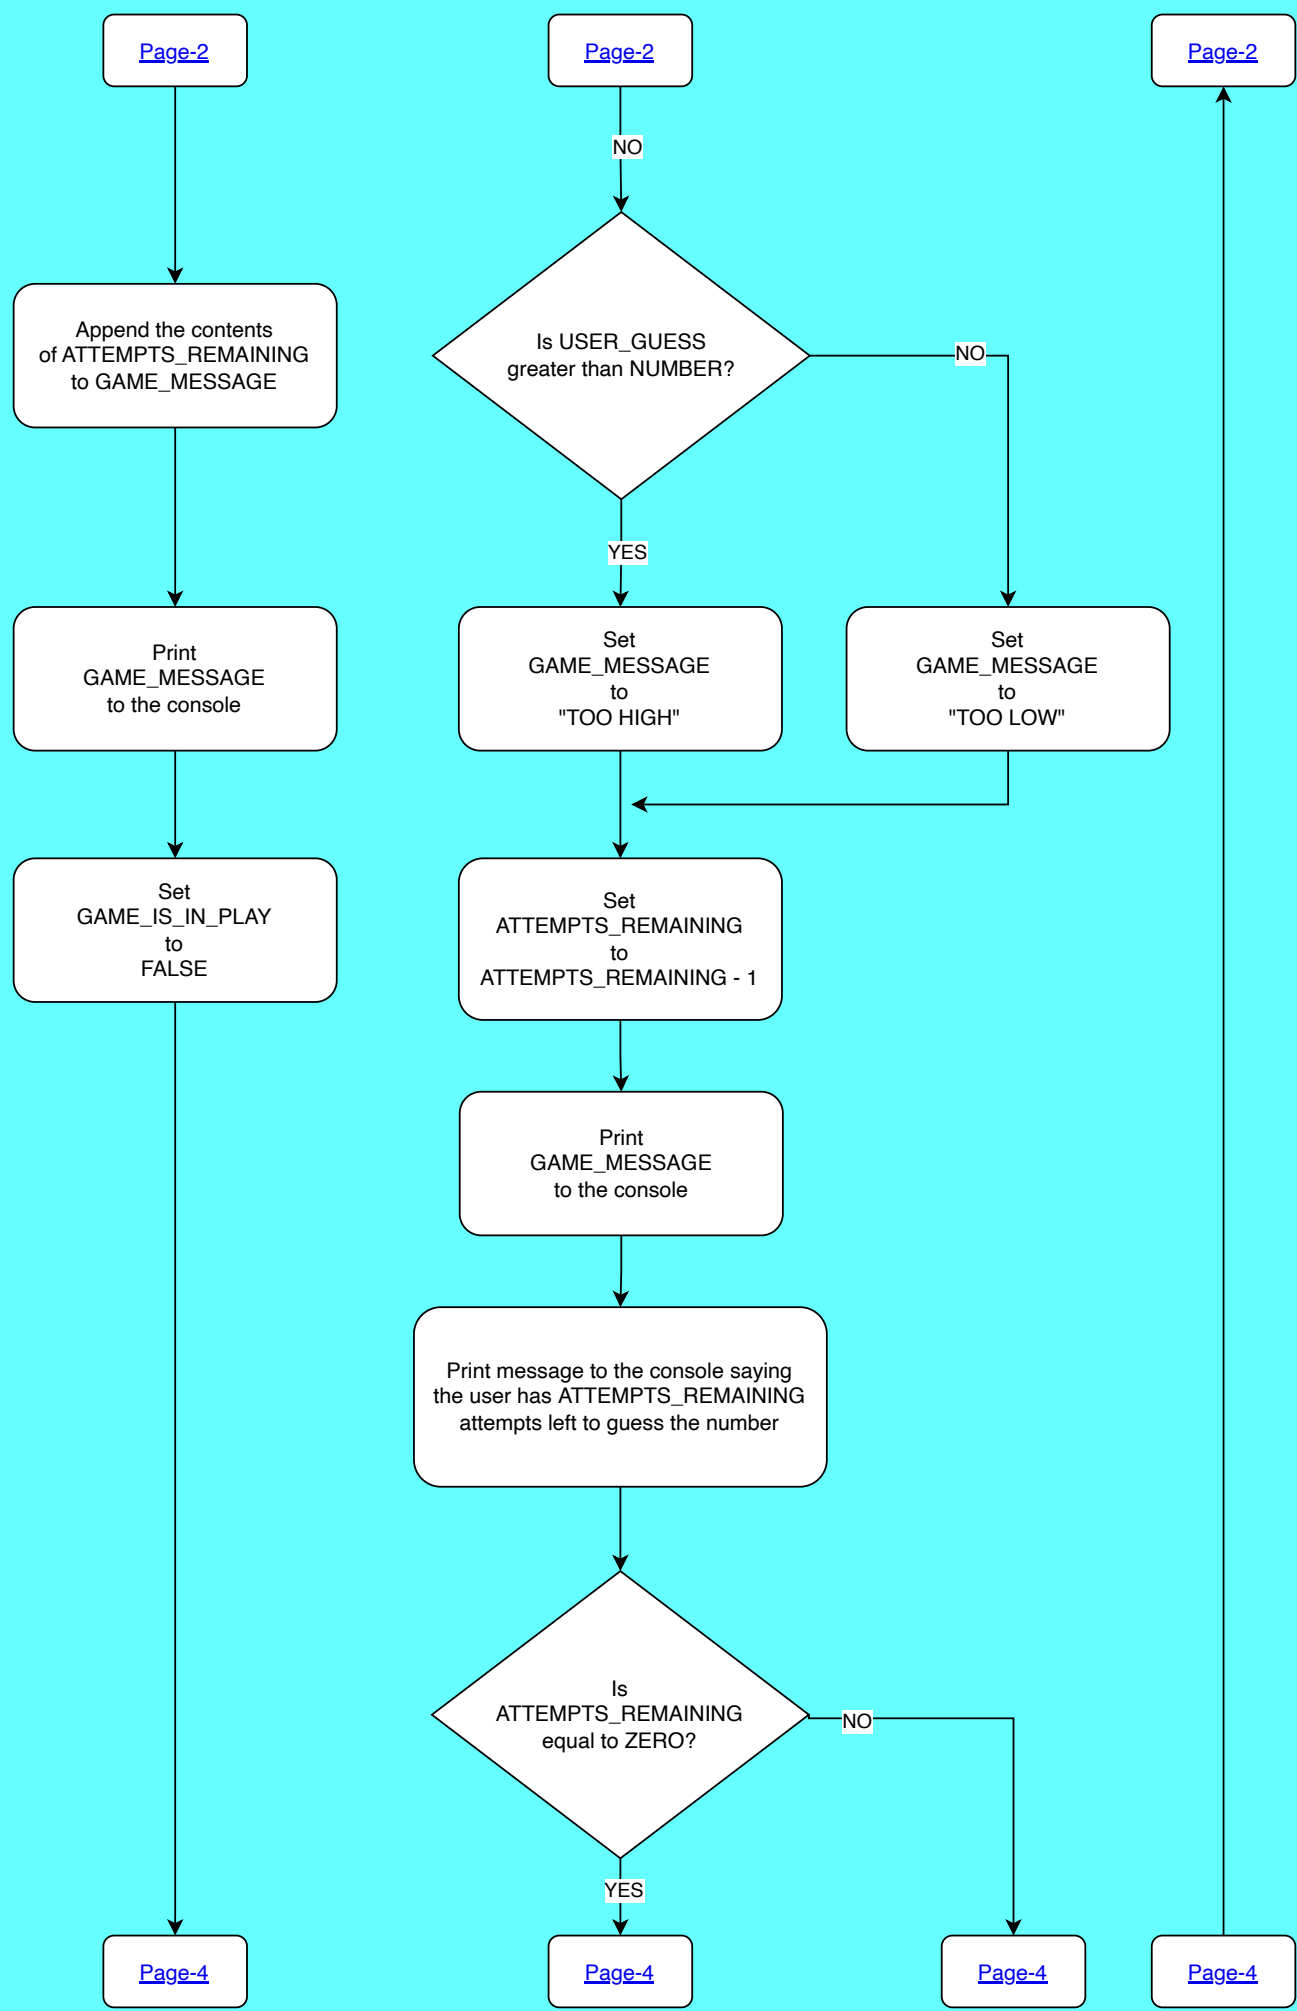 Page-2
Page-2
Page-2
NO
Append the contents
of ATTEMPTS_REMAINING
to GAME_MESSAGE
Is USER_GUESS
greater than NUMBER?
NO
YES
Print
GAME_MESSAGE
to the console
Set
GAME_MESSAGE
to
"TOO HIGH"
Set
GAME_MESSAGE
to
"TOO LOW"
Set
GAME_IS_IN_PLAY
to
FALSE
Set
ATTEMPTS_REMAINING
to
ATTEMPTS_REMAINING - 1
Print
GAME_MESSAGE
to the console
Print message to the console saying
the user has ATTEMPTS_REMAINING
attempts left to guess the number
Is
ATTEMPTS_REMAINING
equal to ZERO?
NO
YES
Page-4
Page-4
Page-4
Page-4